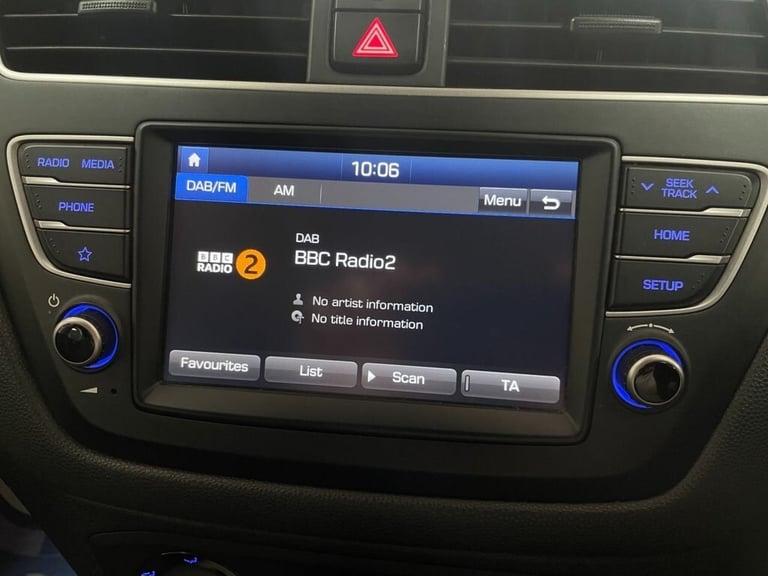 10:06
RADIO MEDIA
PHONE
DAB/FM
AM
Menu
SEEK
TRACK
HOME
SETUP
BBC
RADIO 2
DAB
BBC Radio2
No artist information
No title information
Favourites
List
Scan
TA